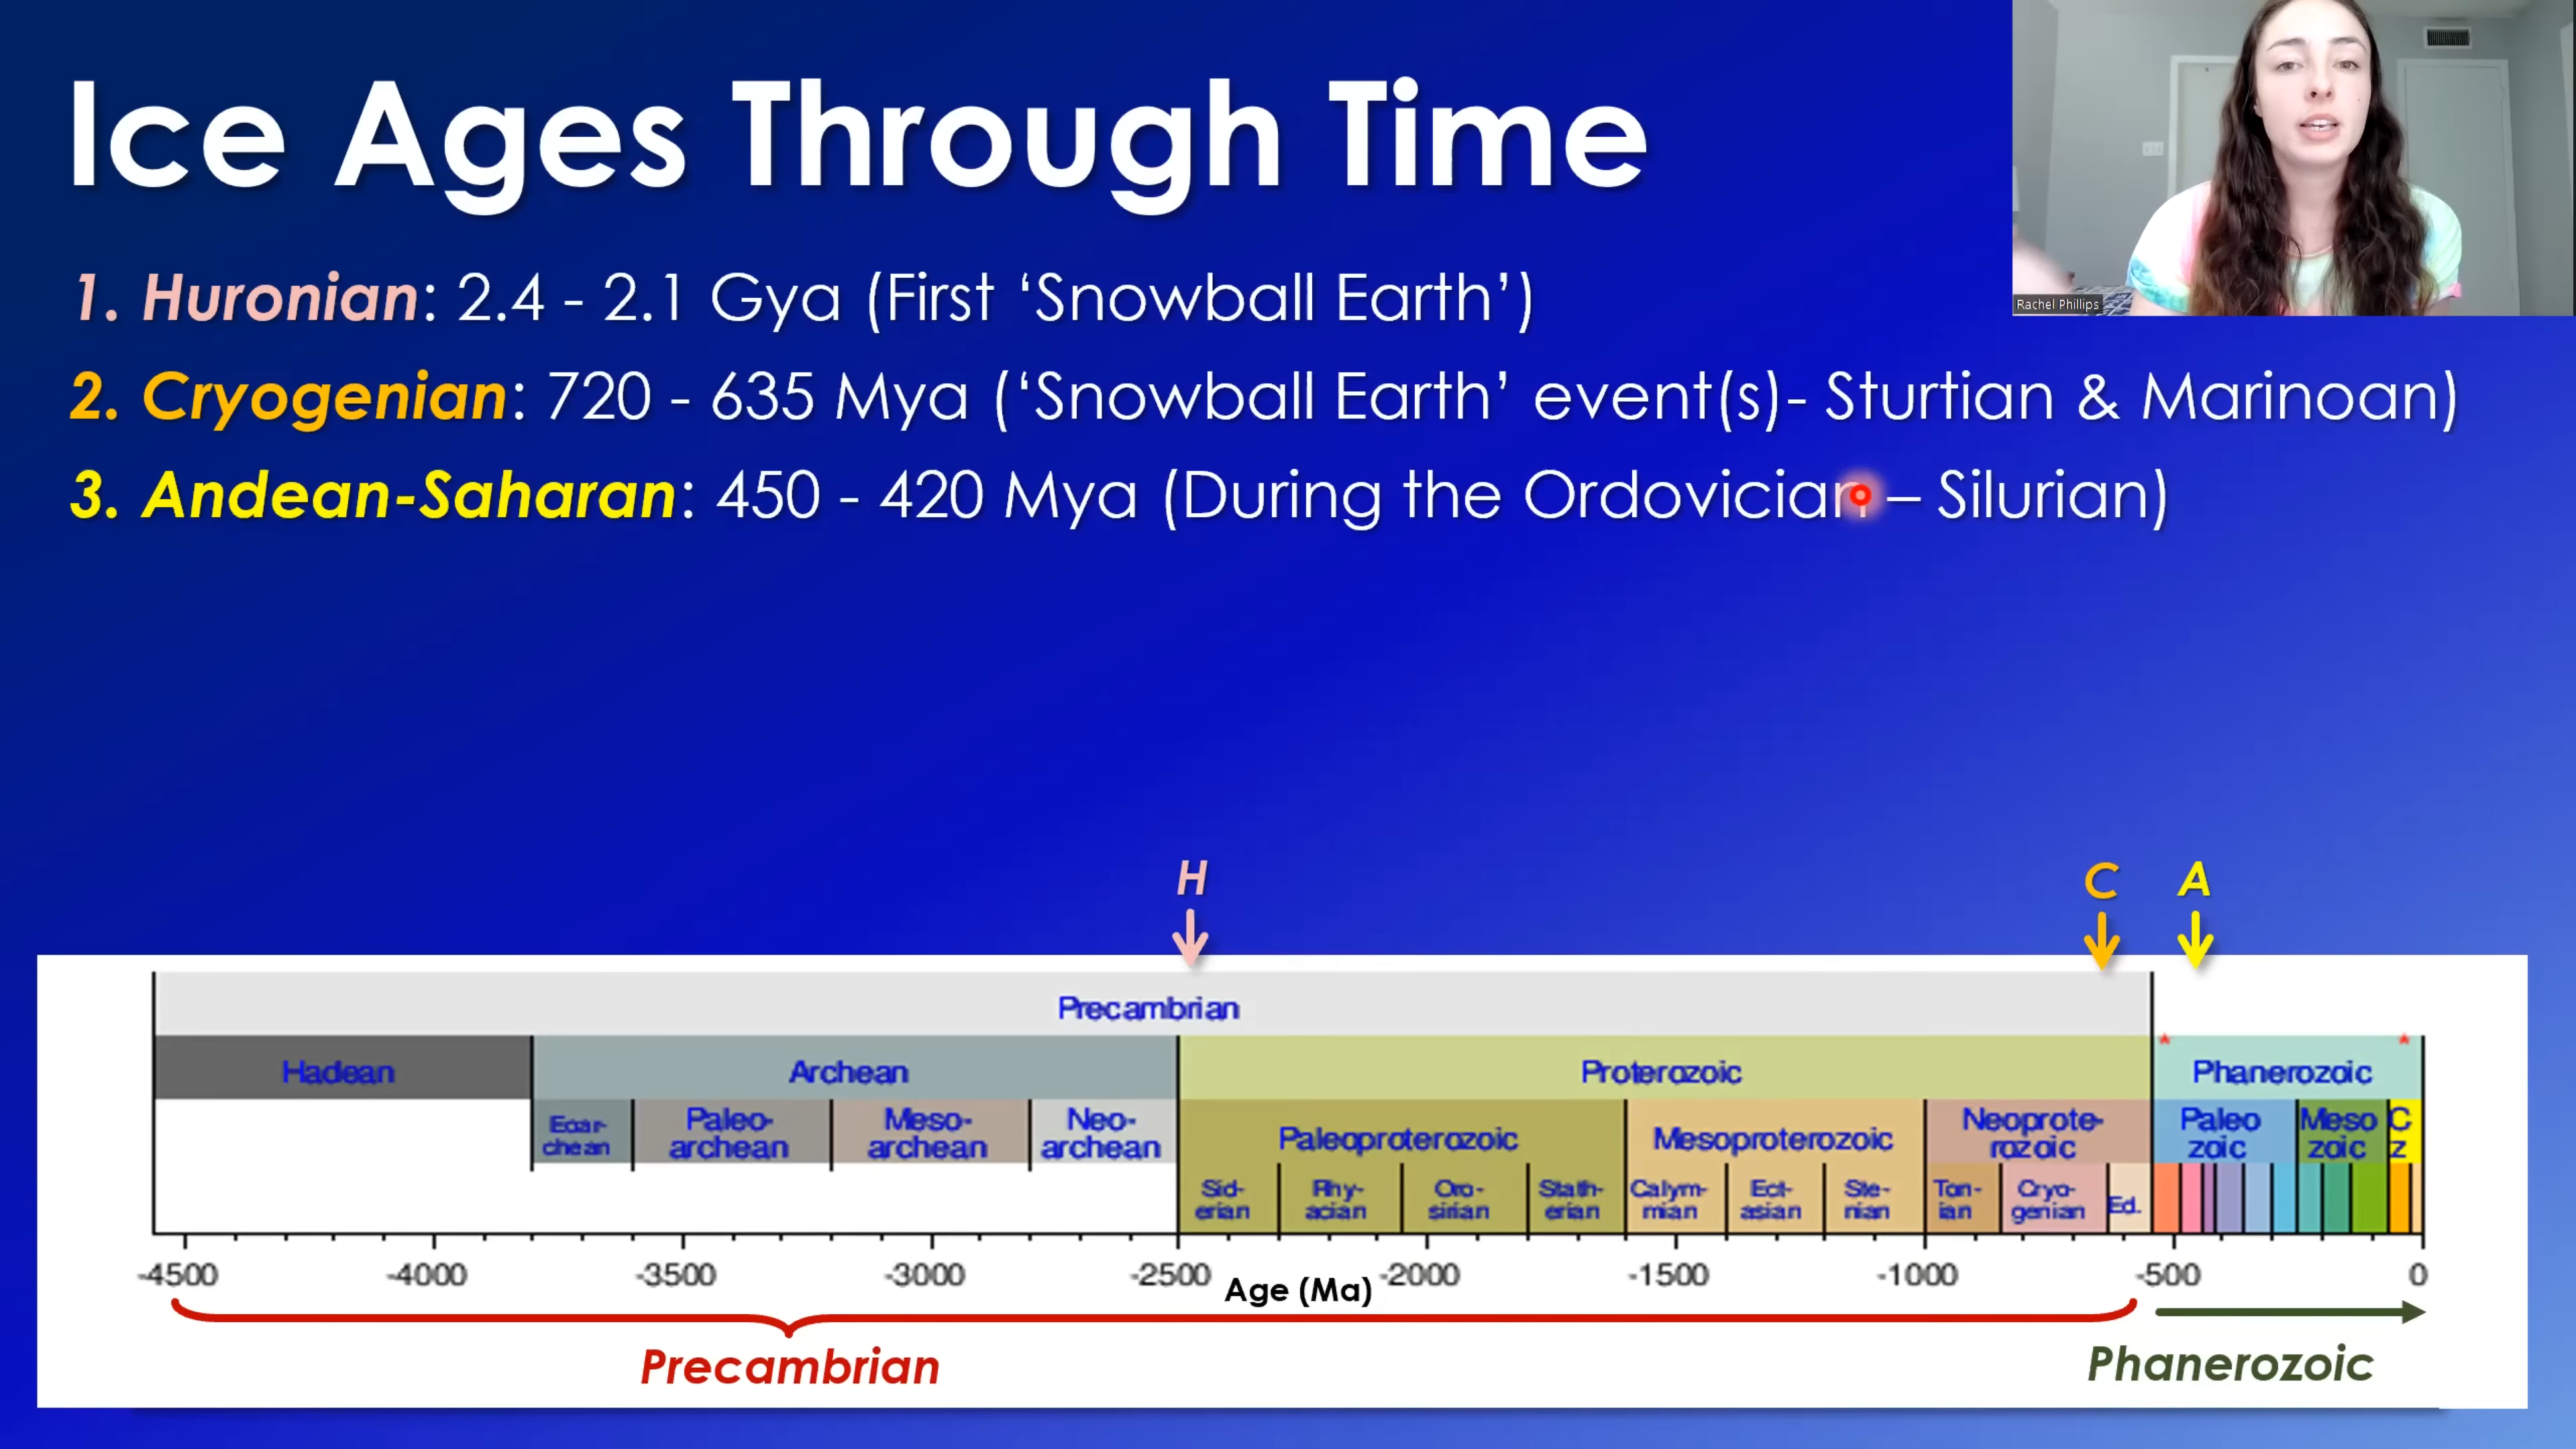 Ice Ages Through Time
Rachel Phillips
1. Huronian: 2.4 - 2.1 Gya (First ‘Snowball Earth’)
2. Cryogenian: 720 - 635 Mya (‘Snowball Earth’ event(s)- Sturtian & Marinoan)
3. Andean-Saharan: 450 - 420 Mya (During the Ordovician – Silurian)
H C A
Precambrian
* *
Hadean Archean Proterozoic Phanerozoic
Eoar-
chean
Paleo-
archean
Meso-
archean
Neo-
archean
Paleoproterozoic
Mesoproterozoic
Neoprote-
rozoic
Paleo
zoic
Meso
zoic
C
z
Sid-
erian
Rhy-
acian
Oro-
sirian
Stath-
erian
Calym-
mian
Ect-
asian
Ste-
nian
Ton-
ian
Cryo-
genian
Ed.
-4500 -4000 -3500 -3000 -2500 -2000 -1500 -1000 -500 0
Age (Ma)
Precambrian
Phanerozoic